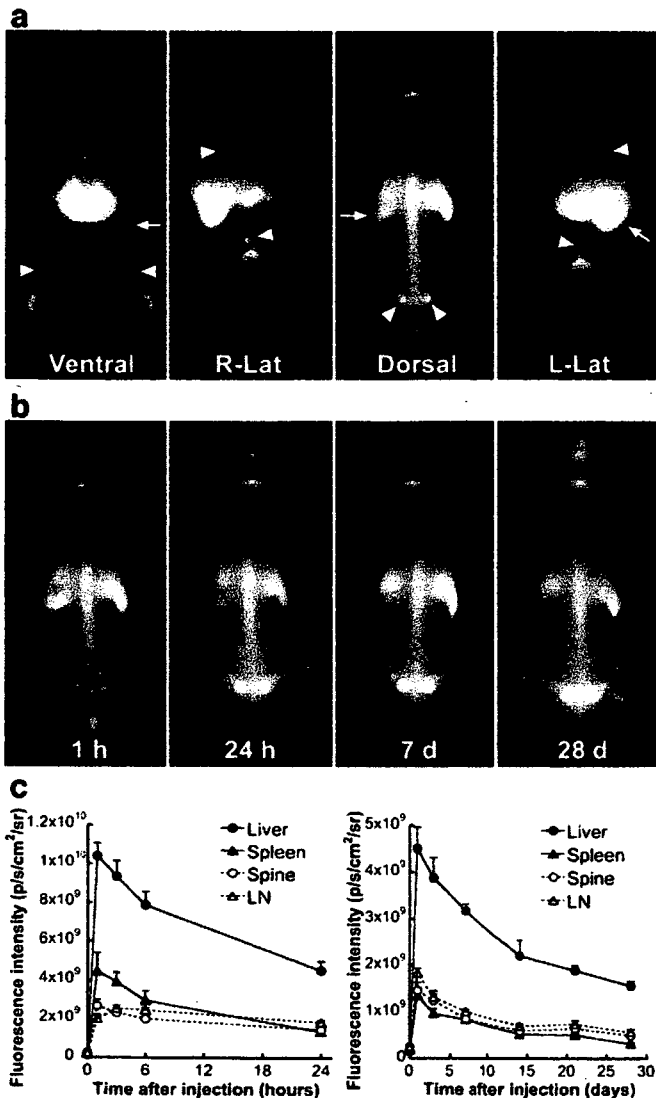 a
Ventral
R-Lat
Dorsal
L-Lat
b
1 h
24 h
7 d
28 d
c
Fluorescence intensity (p/s/cm²/sr)
1.2x10¹⁰
1x10¹⁰
8x10⁹
6x10⁹
4x10⁹
2x10⁹
0
Liver
Spleen
Spine
LN
0
6
12
18
24
Time after injection (hours)
Fluorescence intensity (p/s/cm²/sr)
5x10⁹
4x10⁹
3x10⁹
2x10⁹
1x10⁹
0
Liver
Spleen
Spine
LN
0
5
10
15
20
25
30
Time after injection (days)